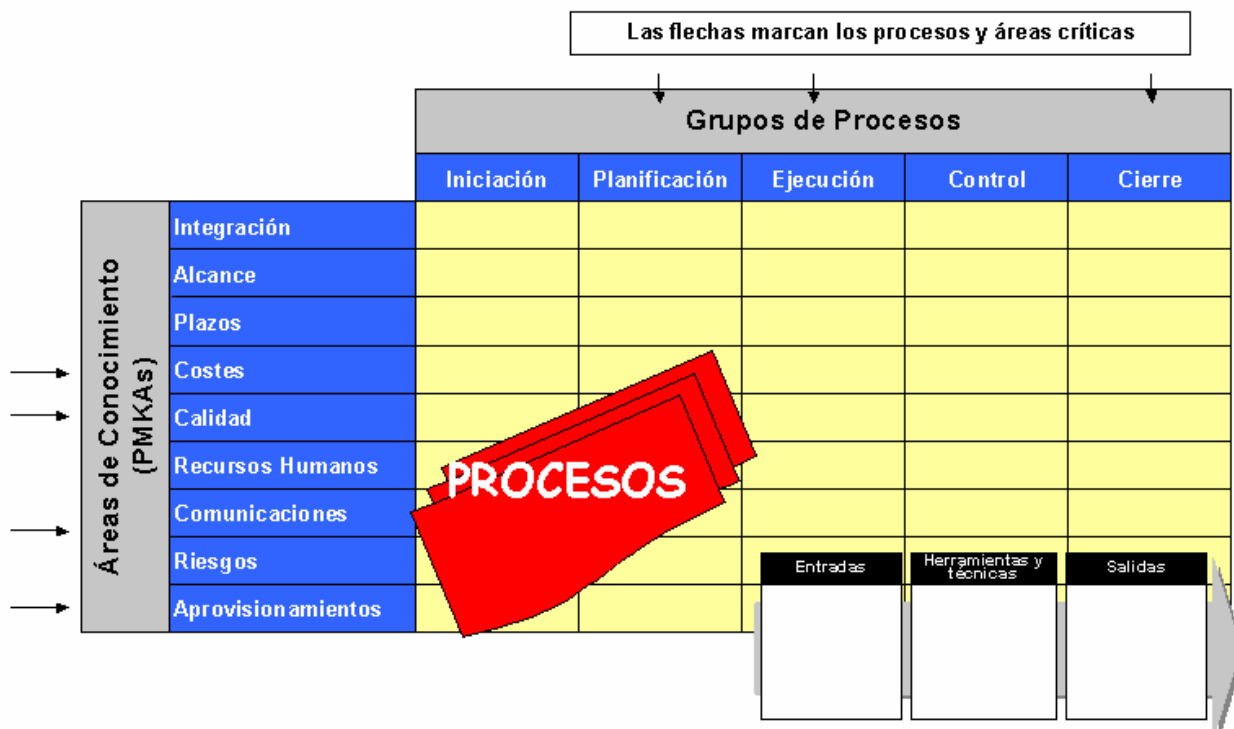 Las flechas marcan los procesos y áreas críticas
Grupos de Procesos
Iniciación
Planificación
Ejecución
Control
Cierre
Áreas de Conocimiento
(PMKAs)
Integración
Alcance
Plazos
Costes
Calidad
Recursos Humanos
Comunicaciones
Riesgos
Aprovisionamientos
PROCESOS
Entradas
Herramientas y
técnicas
Salidas